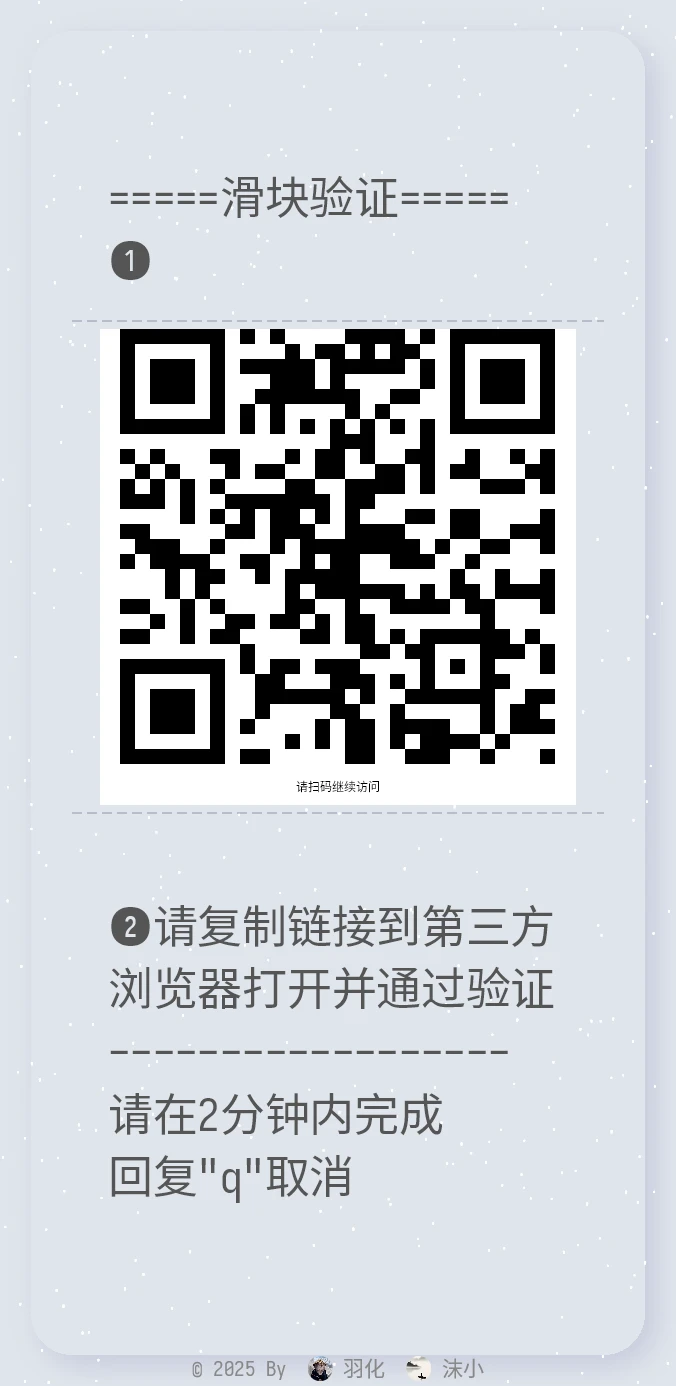 =====滑块验证=====
❶
请扫码继续访问
❷请复制链接到第三方
浏览器打开并通过验证
------------------
请在2分钟内完成
回复"q"取消
© 2025 By 羽化 沫小